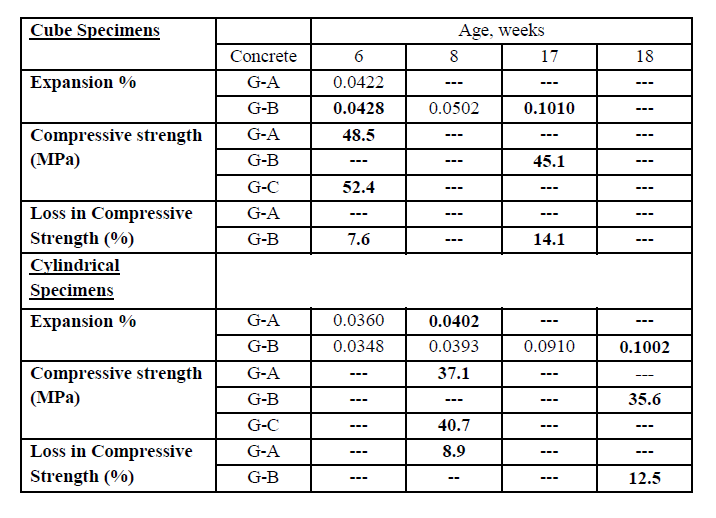 Cube Specimens Age, weeks
Concrete 6 8 17 18
Expansion % G-A 0.0422 --- --- ---
G-B 0.0428 0.0502 0.1010 ---
Compressive strength G-A 48.5 --- --- ---
(MPa) G-B --- --- 45.1 ---
G-C 52.4 --- --- ---
Loss in Compressive G-A --- --- --- ---
Strength (%) G-B 7.6 --- 14.1 ---
Cylindrical
Specimens
Expansion % G-A 0.0360 0.0402 --- ---
G-B 0.0348 0.0393 0.0910 0.1002
Compressive strength G-A --- 37.1 --- ---
(MPa) G-B --- --- --- 35.6
G-C --- 40.7 --- ---
Loss in Compressive G-A --- 8.9 --- ---
Strength (%) G-B --- -- --- 12.5